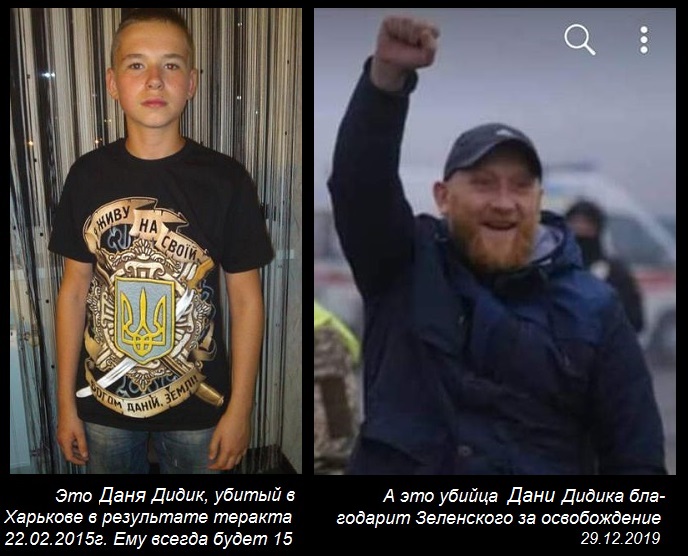 Я ЖИВУ НА СВОЇЙ
БОГОМ ДАНІЙ ЗЕМЛІ
Это Даня Дидик, убитый в
Харькове в результате теракта
22.02.2015г. Ему всегда будет 15
А это убийца Дани Дидика бла-
годарит Зеленского за освобождение
29.12.2019